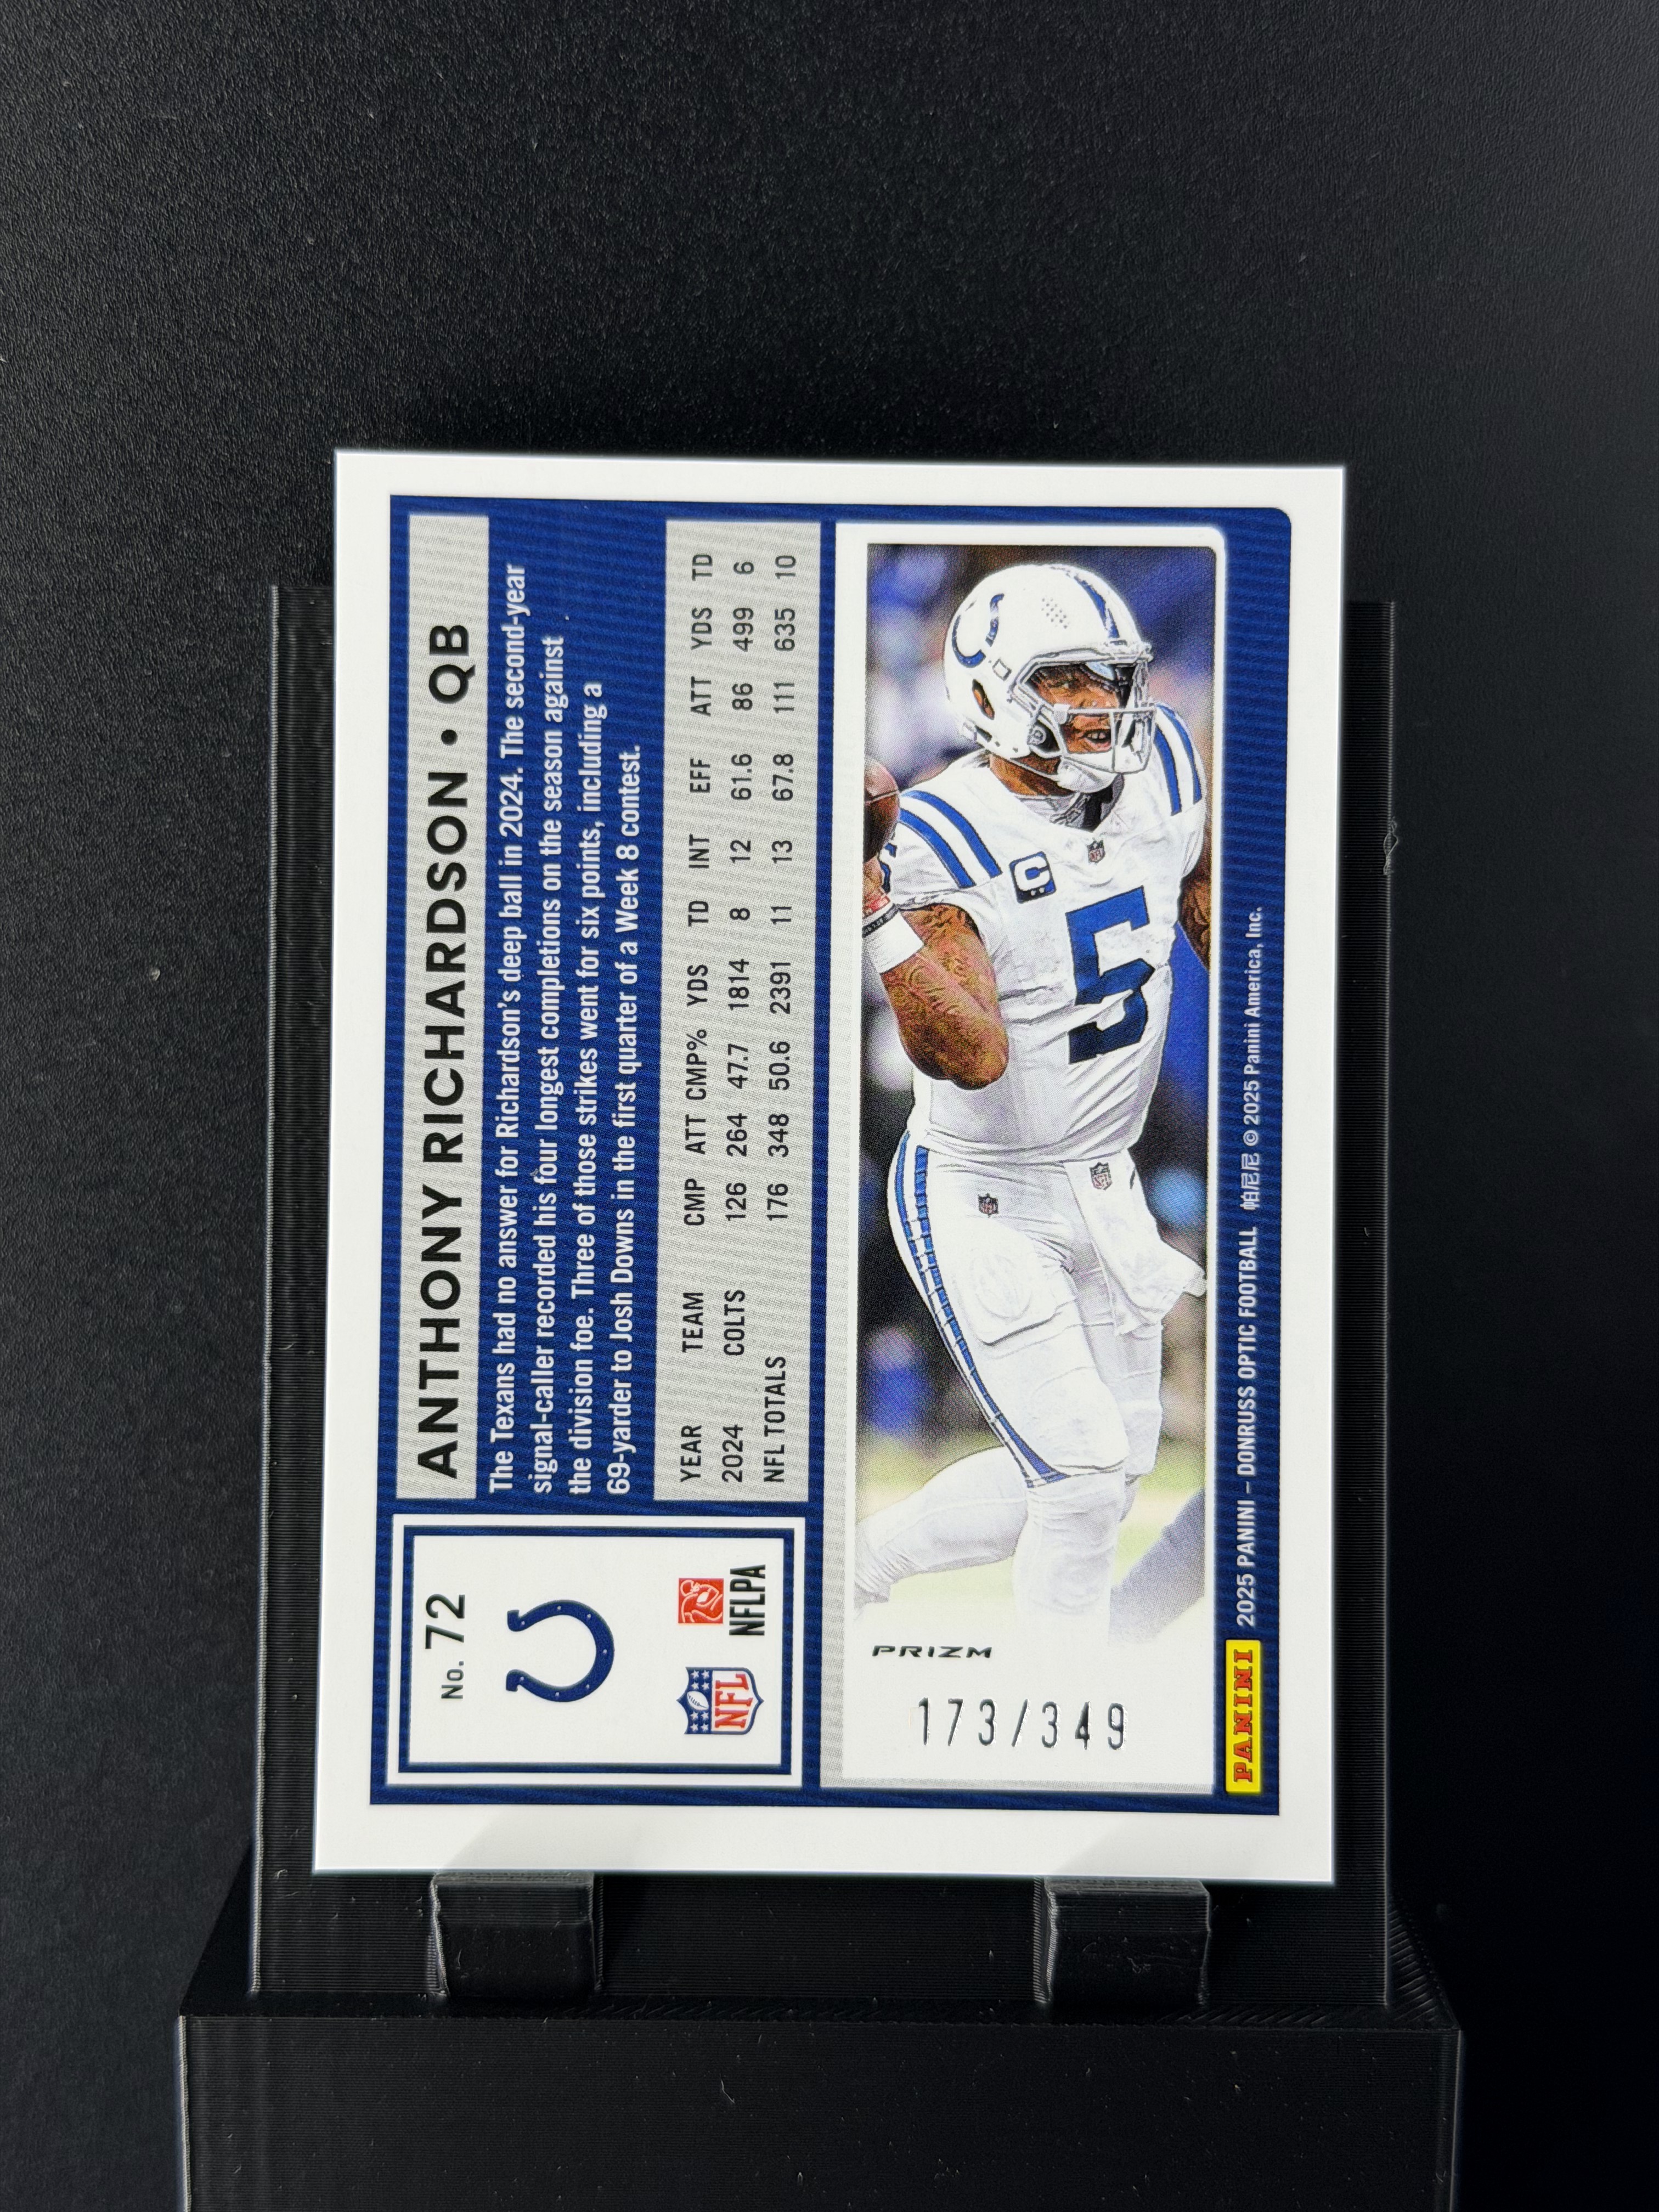 No. 72
NFL
NFLPA
ANTHONY RICHARDSON • QB
The Texans had no answer for Richardson's deep ball in 2024. The second-year
signal-caller recorded his four longest completions on the season against
the division foe. Three of those strikes went for six points, including a
69-yarder to Josh Downs in the first quarter of a Week 8 contest.
YEAR TEAM CMP ATT CMP% YDS TD INT EFF ATT YDS TD
2024 COLTS 126 264 47.7 1814 8 12 61.6 86 499 6
NFL TOTALS 176 348 50.6 2391 11 13 67.8 111 635 10
PRIZM
173/349
C
5
PANINI
2025 PANINI – DONRUSS OPTIC FOOTBALL 帕尼尼 © 2025 Panini America, Inc.